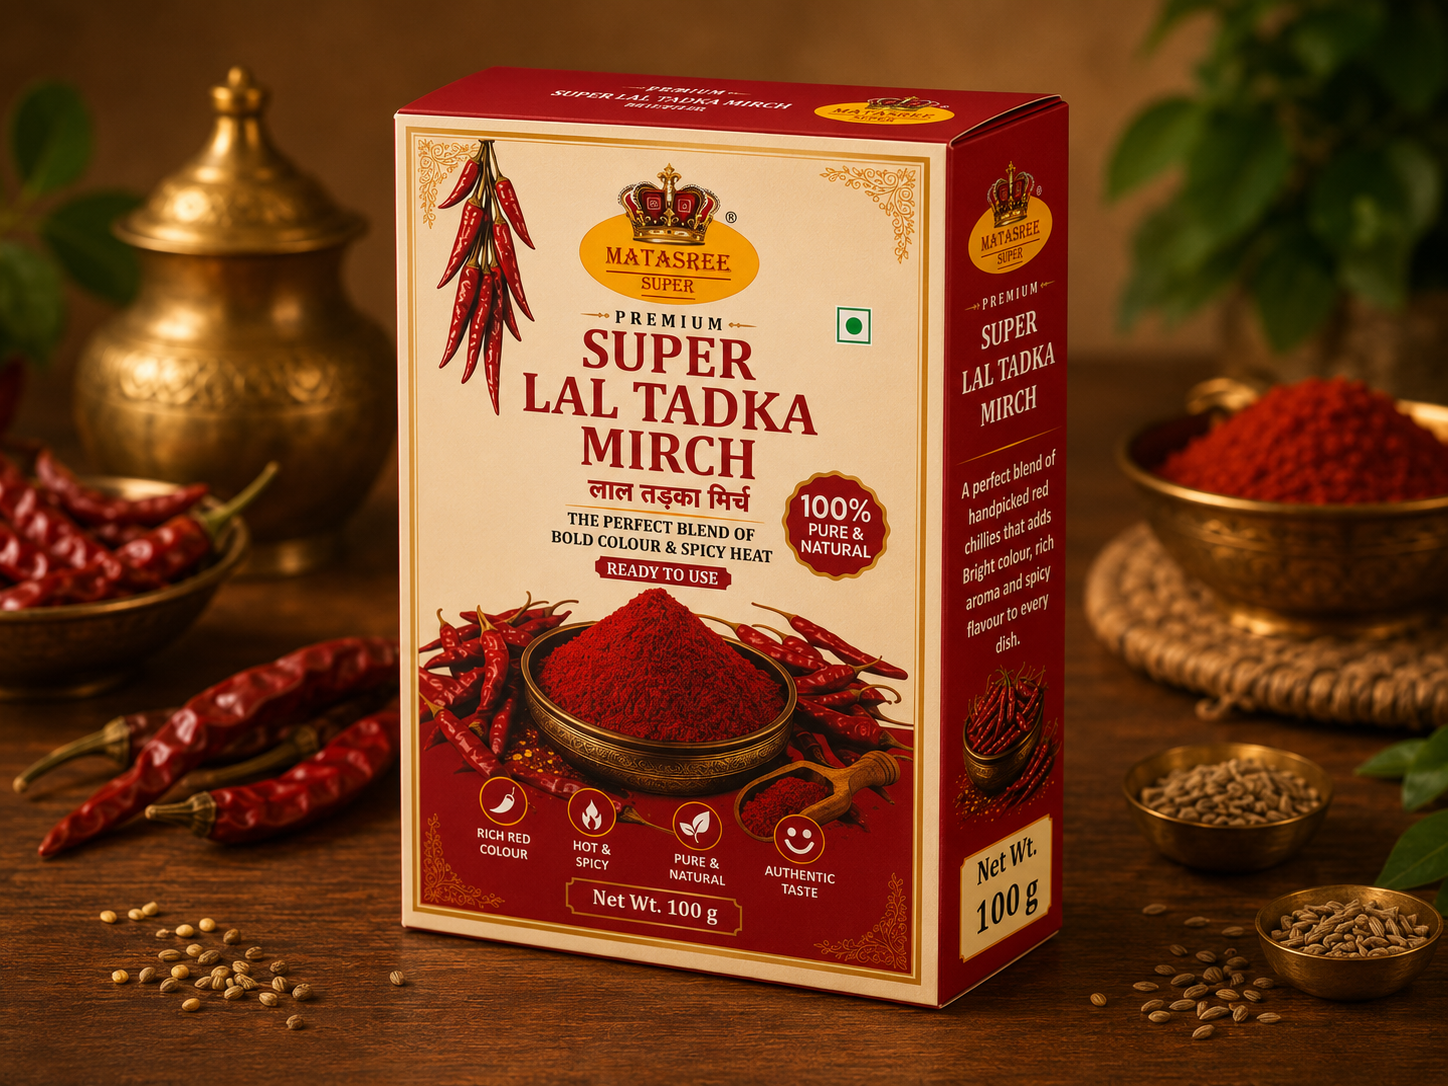 PREMIUM
SUPER LAL TADKA MIRCH
MATASREE
SUPER
®
MATASREE
SUPER
PREMIUM
SUPER
LAL TADKA
MIRCH
लाल तड़का मिर्च
THE PERFECT BLEND OF
BOLD COLOUR & SPICY HEAT
READY TO USE
100%
PURE &
NATURAL
RICH RED
COLOUR
HOT &
SPICY
PURE &
NATURAL
AUTHENTIC
TASTE
Net Wt. 100 g
®
MATASREE
SUPER
PREMIUM
SUPER
LAL TADKA
MIRCH
A perfect blend of
handpicked red
chillies that adds
Bright colour, rich
aroma and spicy
flavour to every
dish.
Net Wt.
100 g